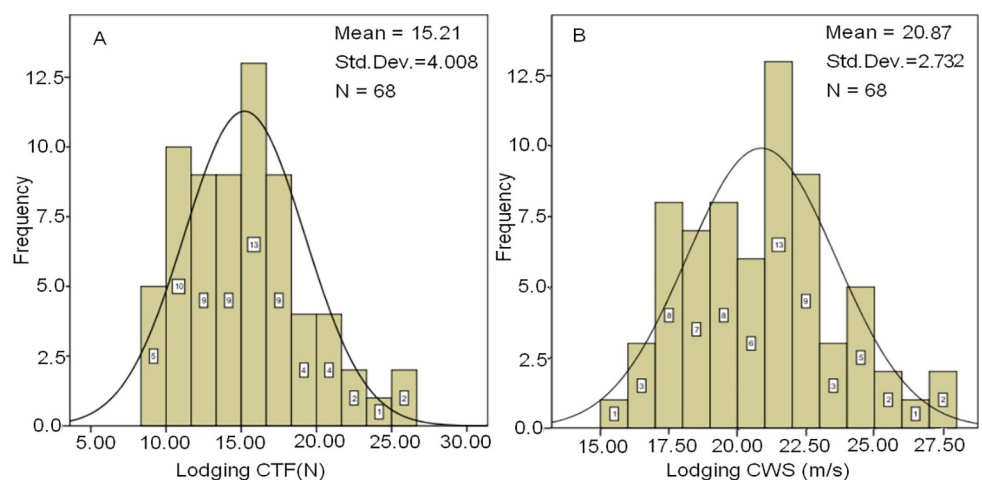 A
Mean = 15.21
Std.Dev.=4.008
N = 68
Frequency
12.5
10.0
7.5
5.0
2.5
0.0
5
10
9
9
13
9
4
4
2
1
2
5.00 10.00 15.00 20.00 25.00 30.00
Lodging CTF(N)
B
Mean = 20.87
Std.Dev.=2.732
N = 68
Frequency
12.5
10.0
7.5
5.0
2.5
0.0
1
3
8
7
8
6
13
9
3
5
2
1
2
15.00 17.50 20.00 22.50 25.00 27.50
Lodging CWS (m/s)